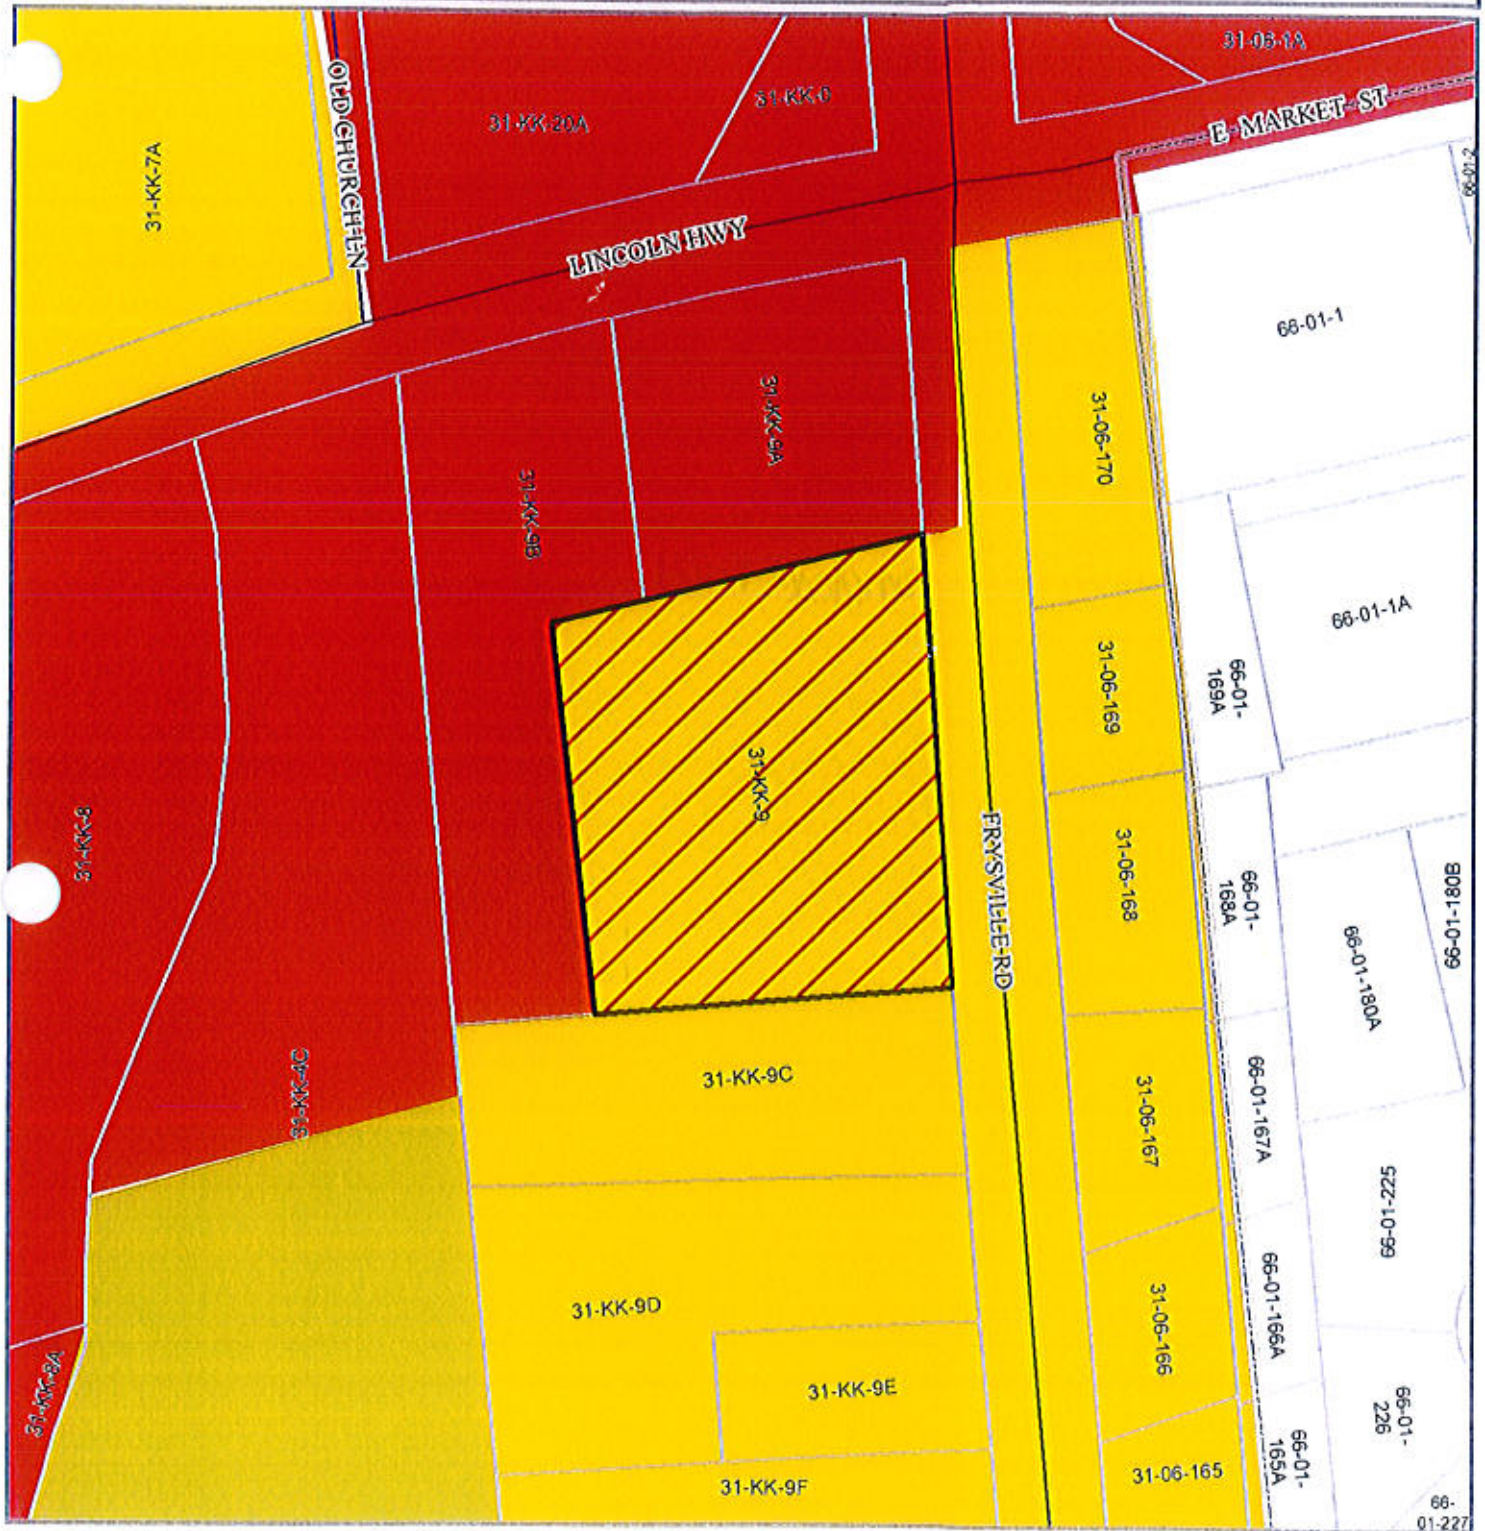 31-06-1A
31-KK-0
31-KK-20A
E MARKET ST
OLD CHURCH LN
66-01-2
31-KK-7A
LINCOLN HWY
66-01-1
31-KK-9A
31-06-170
31-KK-9B
66-01-1A
31-06-169
66-01-
169A
31-KK-9
31-KK-8
FRYSVILLE RD
31-06-168
66-01-
168A
66-01-180B
66-01-180A
31-KK-9C
31-KK-4C
31-06-167
66-01-167A
66-01-225
31-KK-9D
31-06-166
66-01-166A
31-KK-9E
31-KK-8A
66-01-
226
31-KK-9F
31-06-165
66-01-
165A
66-
01-227